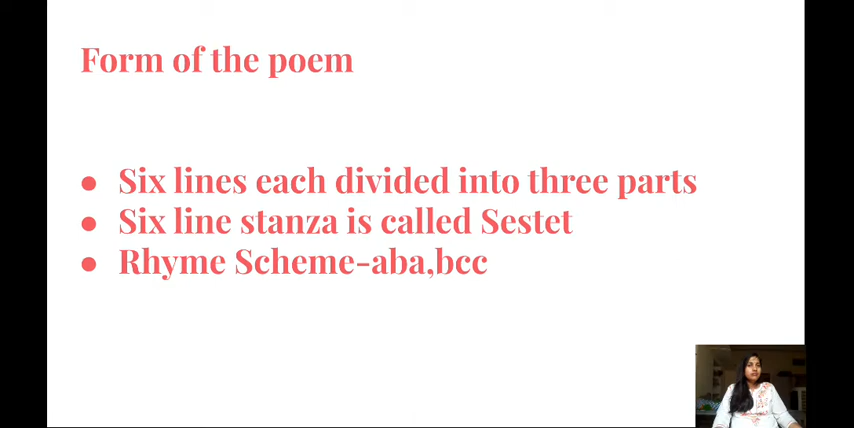 Form of the poem
● Six lines each divided into three parts
● Six line stanza is called Sestet
● Rhyme Scheme-aba,bcc